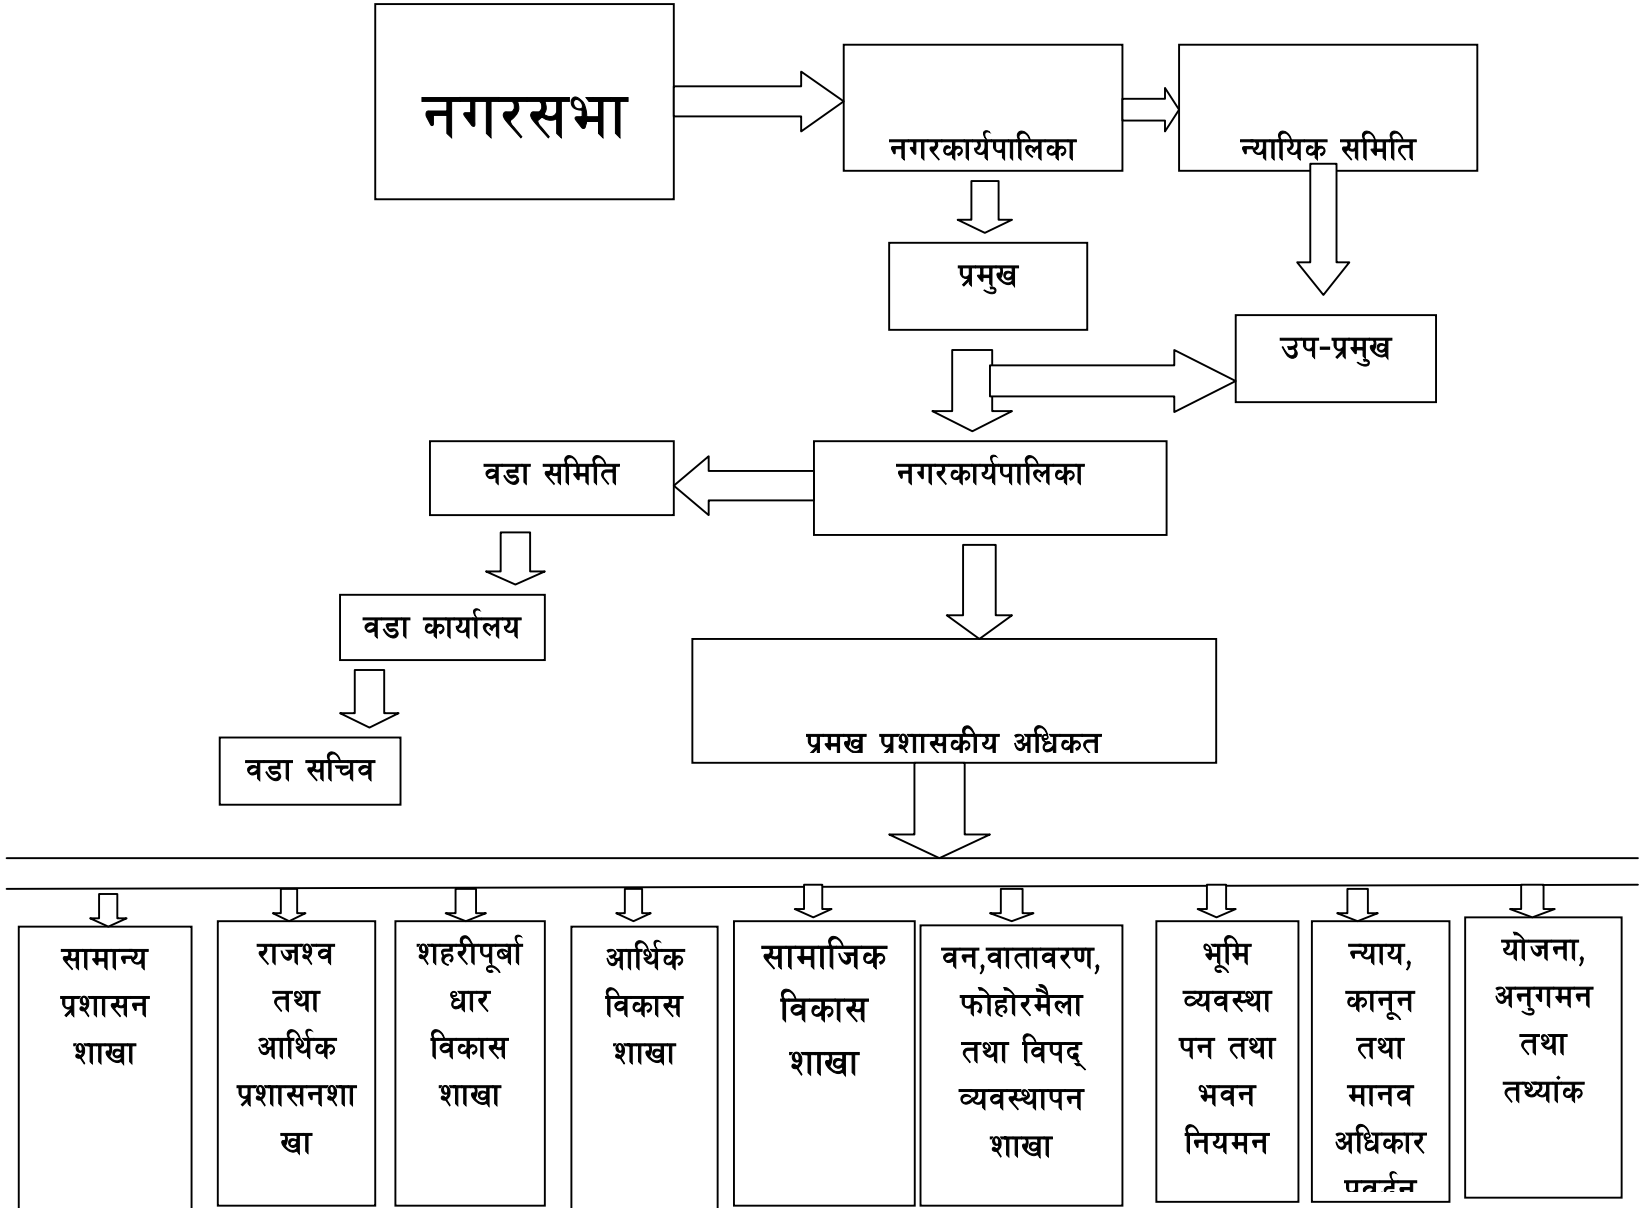 नगरसभा
नगरकार्यपालिका
न्यायिक समिति
प्रमुख
उप-प्रमुख
वडा समिति
नगरकार्यपालिका
वडा कार्यालय
प्रमख प्रशासकीय अधिकत
वडा सचिव
सामान्य
प्रशासन
शाखा
राजश्व
तथा
आर्थिक
प्रशासनशा
खा
शहरीपूर्बा
धार
विकास
शाखा
आर्थिक
विकास
शाखा
सामाजिक
विकास
शाखा
वन,वातावरण,
फोहोरमैला
तथा विपद्
व्यवस्थापन
शाखा
भूमि
व्यवस्था
पन तथा
भवन
नियमन
न्याय,
कानून
तथा
मानव
अधिकार
योजना,
अनुगमन
तथा
तथ्यांक